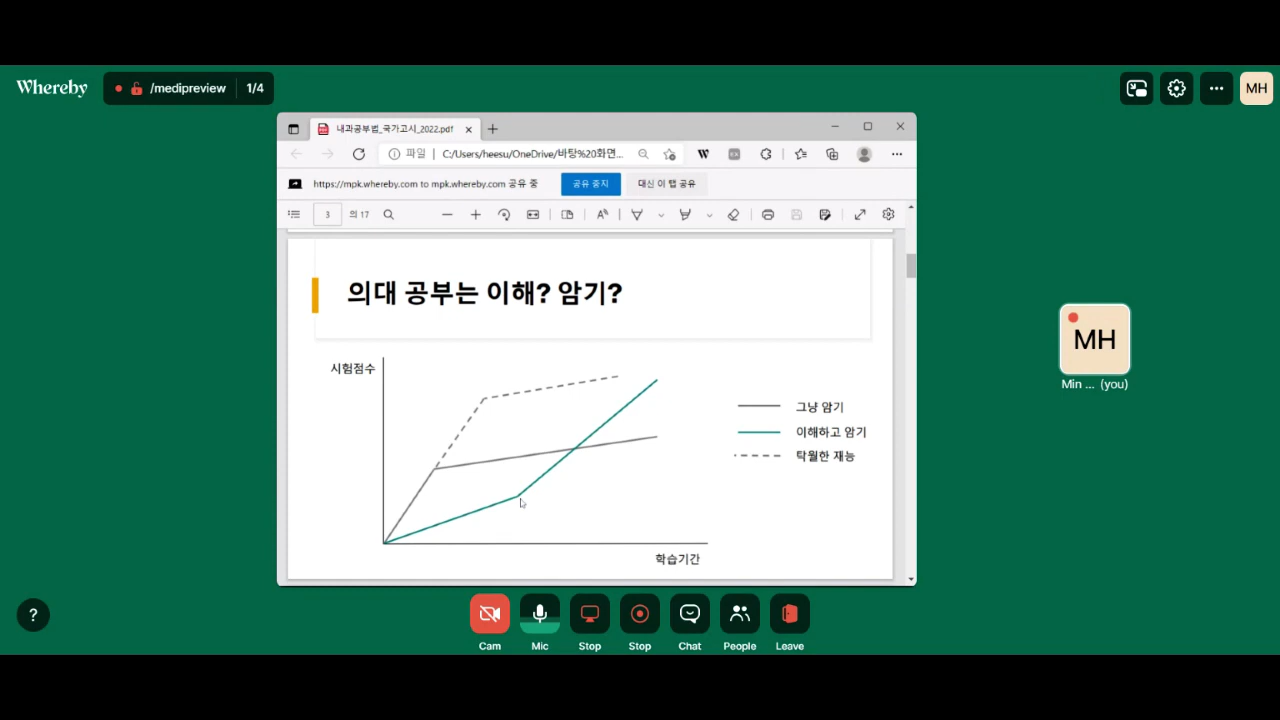 Whereby
/medipreview
1/4
MH
내과공부법_국가고시_2022.pdf
파일
C:/Users/heesu/OneDrive/바탕%20화면...
W
https://mpk.whereby.com to mpk.whereby.com 공유 중
공유 중지
대신 이 탭 공유
3
의 17
의대 공부는 이해? 암기?
시험점수
그냥 암기
이해하고 암기
탁월한 재능
학습기간
MH
Min ... (you)
?
Cam
Mic
Stop
Stop
Chat
People
Leave